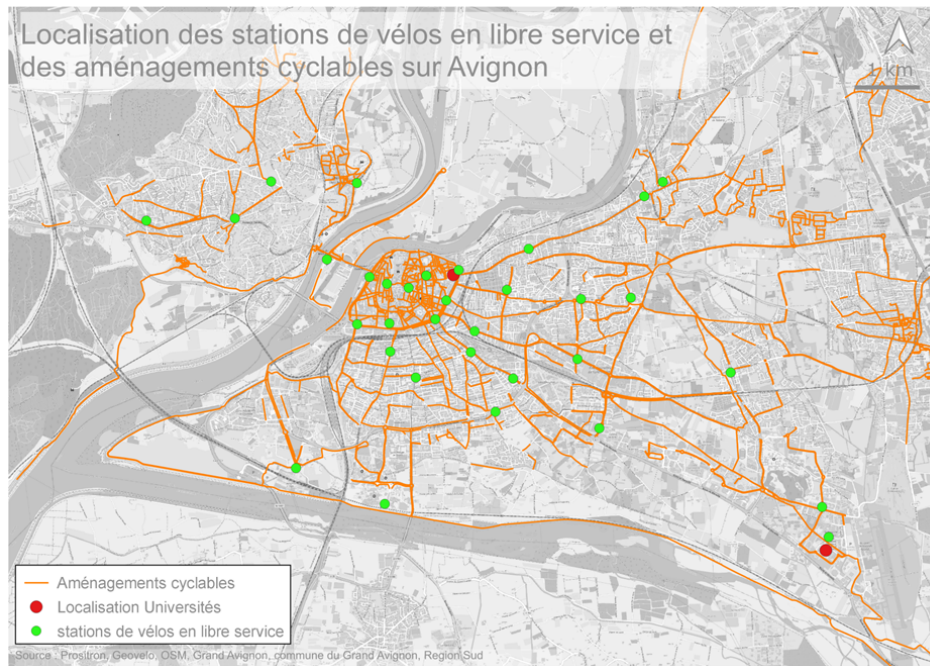 Localisation des stations de vélos en libre service et
des aménagements cyclables sur Avignon
1 km
Aménagements cyclables
Localisation Universités
stations de vélos en libre service
Source : Prositron, Geovelo, OSM, Grand Avignon, commune du Grand Avignon, Region Sud